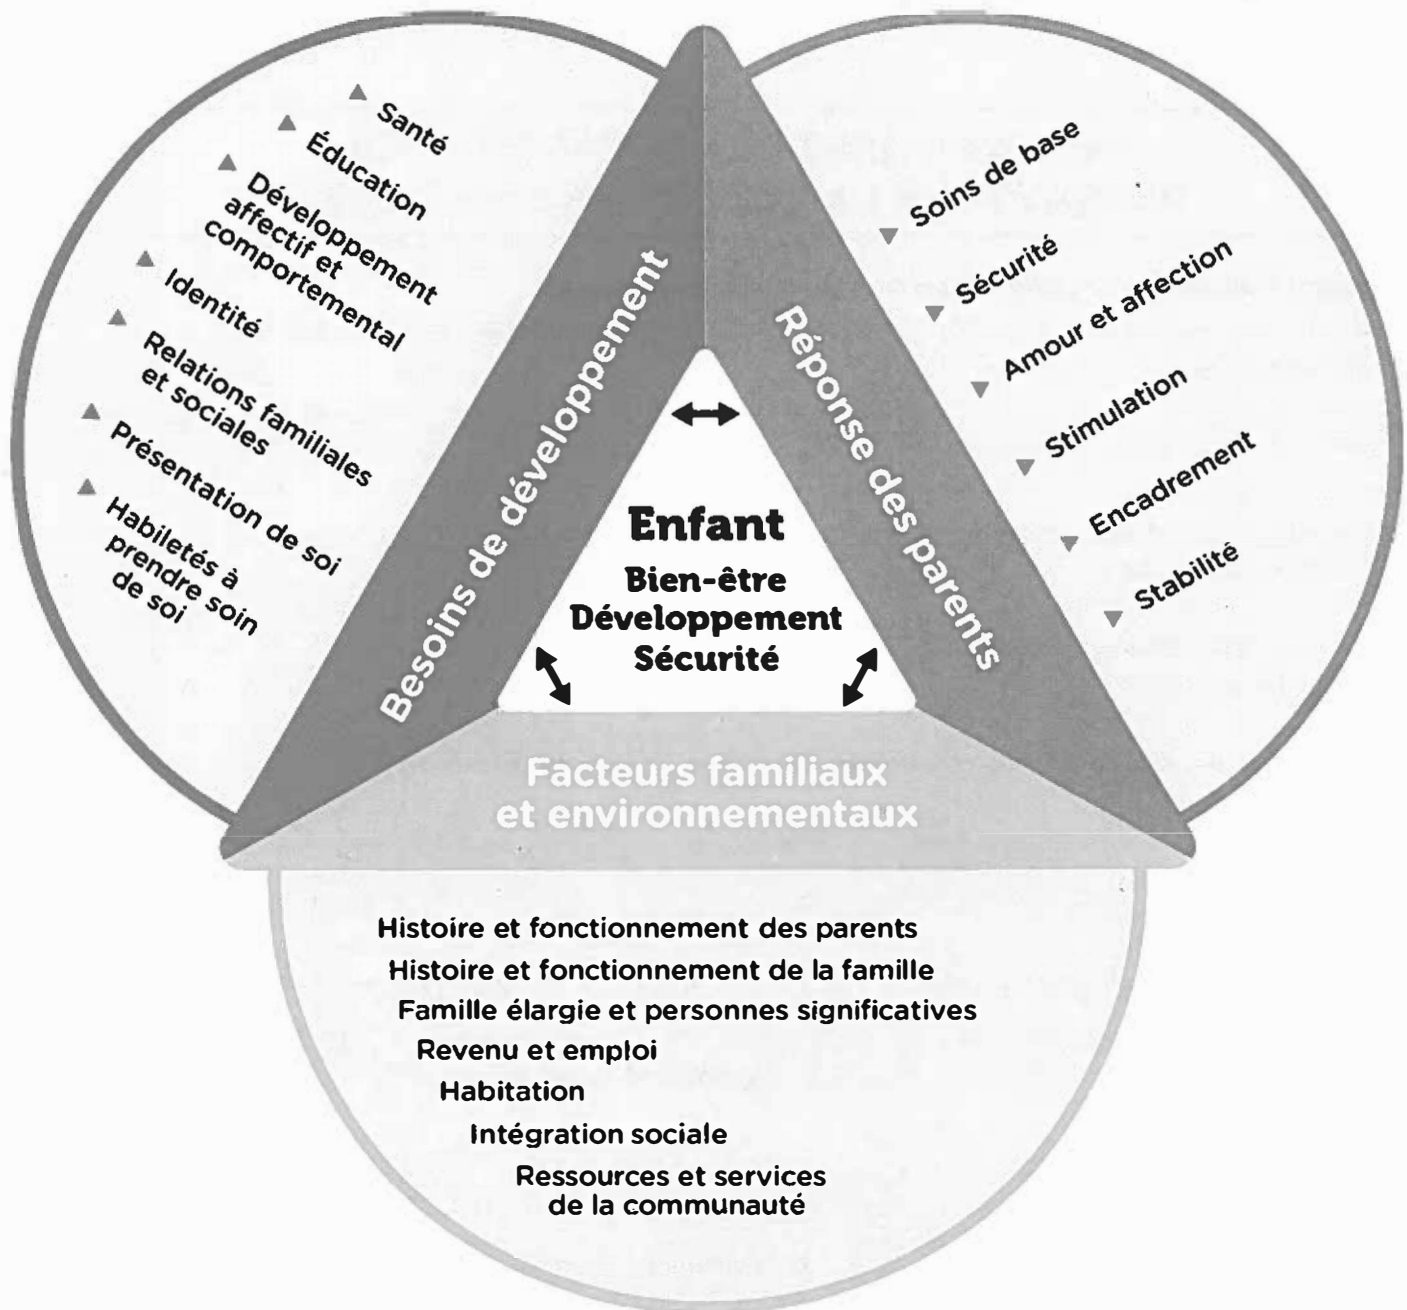 Santé
Éducation
Développement
affectif et
comportemental
Identité
Relations familiales
et sociales
Présentation de soi
Habiletés à
prendre soin
de soi
Besoins de développement
Réponse des parents
Soins de base
Sécurité
Amour et affection
Stimulation
Encadrement
Stabilité
Enfant
Bien-être
Développement
Sécurité
Facteurs familiaux
et environnementaux
Histoire et fonctionnement des parents
Histoire et fonctionnement de la famille
Famille élargie et personnes significatives
Revenu et emploi
Habitation
Intégration sociale
Ressources et services
de la communauté